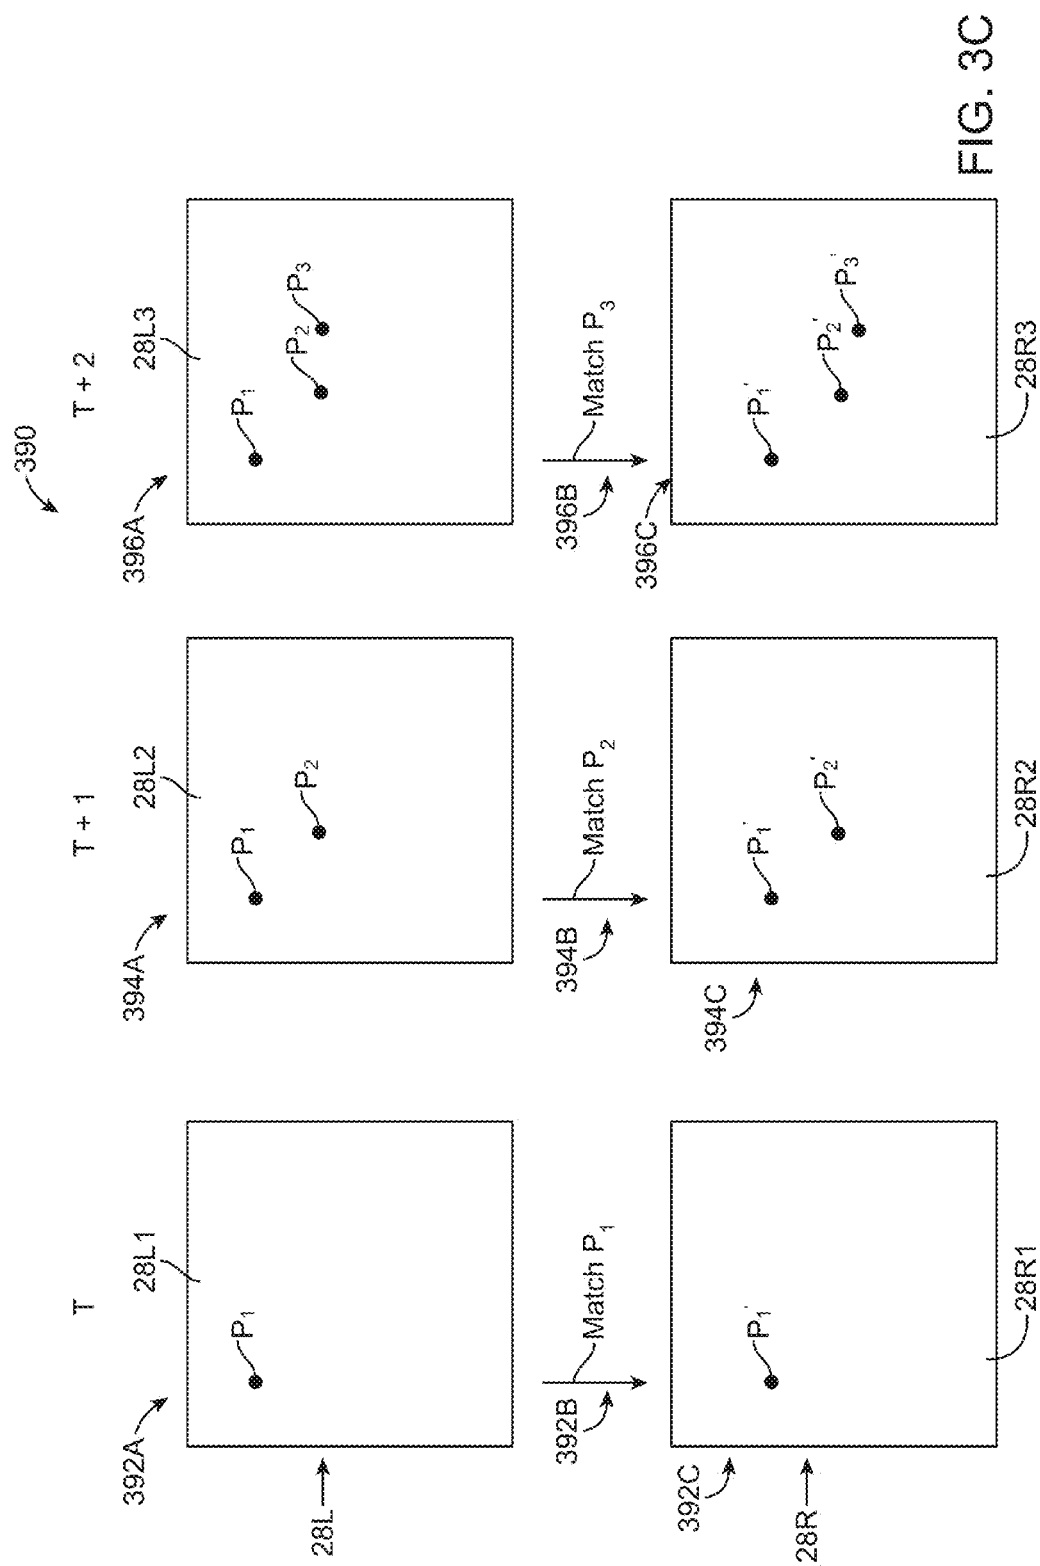 390
T
T + 1
T + 2
392A
28L1
394A
28L2
396A
28L3
P1
P1
P2
P1
P2
P3
28L
392B
Match P1
394B
Match P2
396B
Match P3
392C
394C
396C
P1'
P1'
P2'
P1'
P2'
P3'
28R
28R1
28R2
28R3
FIG. 3C